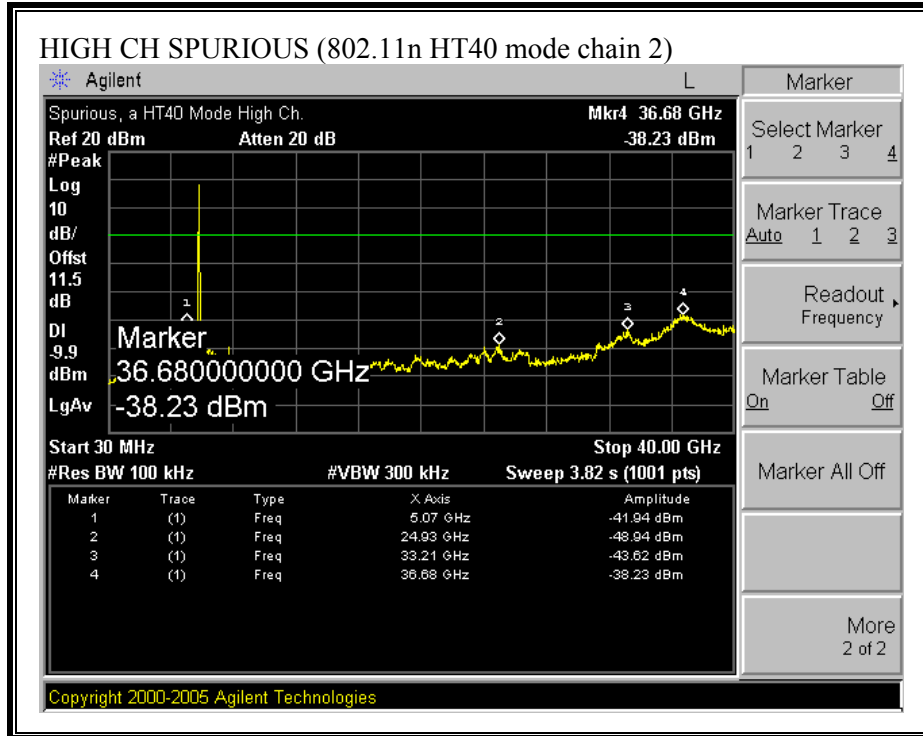 HIGH CH SPURIOUS (802.11n HT40 mode chain 2)
Agilent L Marker
Spurious, a HT40 Mode High Ch. Mkr4 36.68 GHz
Ref 20 dBm Atten 20 dB -38.23 dBm
#Peak
Log
10
dB/
Offst
11.5
dB
DI
-9.9
dBm
LgAv
1
2
3
4
Marker
36.680000000 GHz
-38.23 dBm
Start 30 MHz Stop 40.00 GHz
#Res BW 100 kHz #VBW 300 kHz Sweep 3.82 s (1001 pts)
Marker Trace Type X Axis Amplitude
1 (1) Freq 5.07 GHz -41.94 dBm
2 (1) Freq 24.93 GHz -48.94 dBm
3 (1) Freq 33.21 GHz -43.62 dBm
4 (1) Freq 36.68 GHz -38.23 dBm
Select Marker
1 2 3 4
Marker Trace
Auto 1 2 3
Readout
Frequency
Marker Table
On Off
Marker All Off
More
2 of 2
Copyright 2000-2005 Agilent Technologies